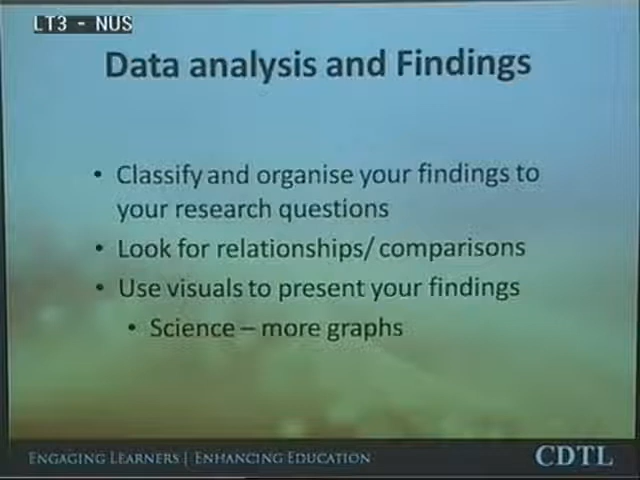 LT3 - NUS
Data analysis and Findings
• Classify and organise your findings to
your research questions
• Look for relationships/ comparisons
• Use visuals to present your findings
• Science – more graphs
ENGAGING LEARNERS | ENHANCING EDUCATION
CDTL